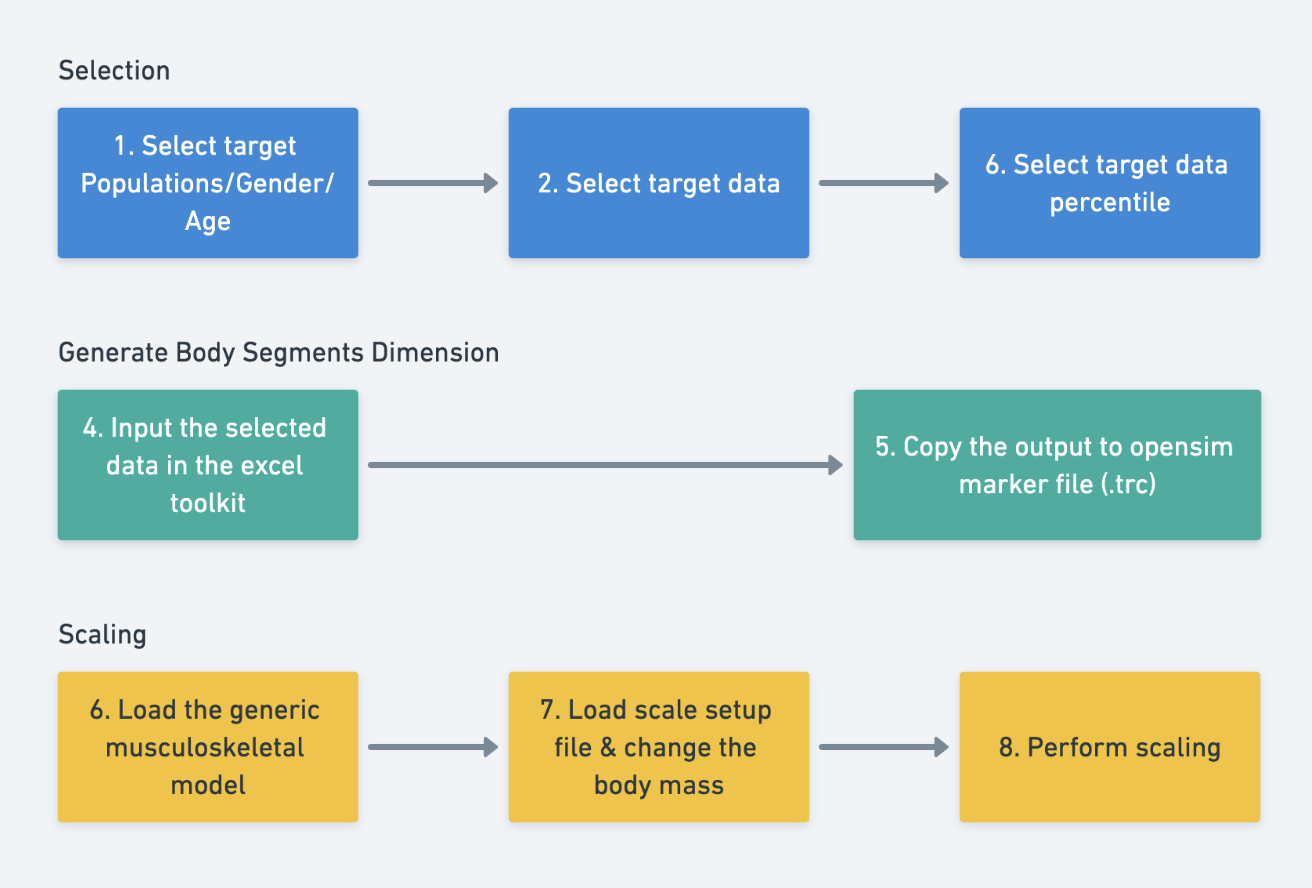 Selection
1. Select target
Populations/Gender/
Age
2. Select target data
6. Select target data
percentile
Generate Body Segments Dimension
4. Input the selected
data in the excel
toolkit
5. Copy the output to opensim
marker file (.trc)
Scaling
6. Load the generic
musculoskeletal
model
7. Load scale setup
file & change the
body mass
8. Perform scaling